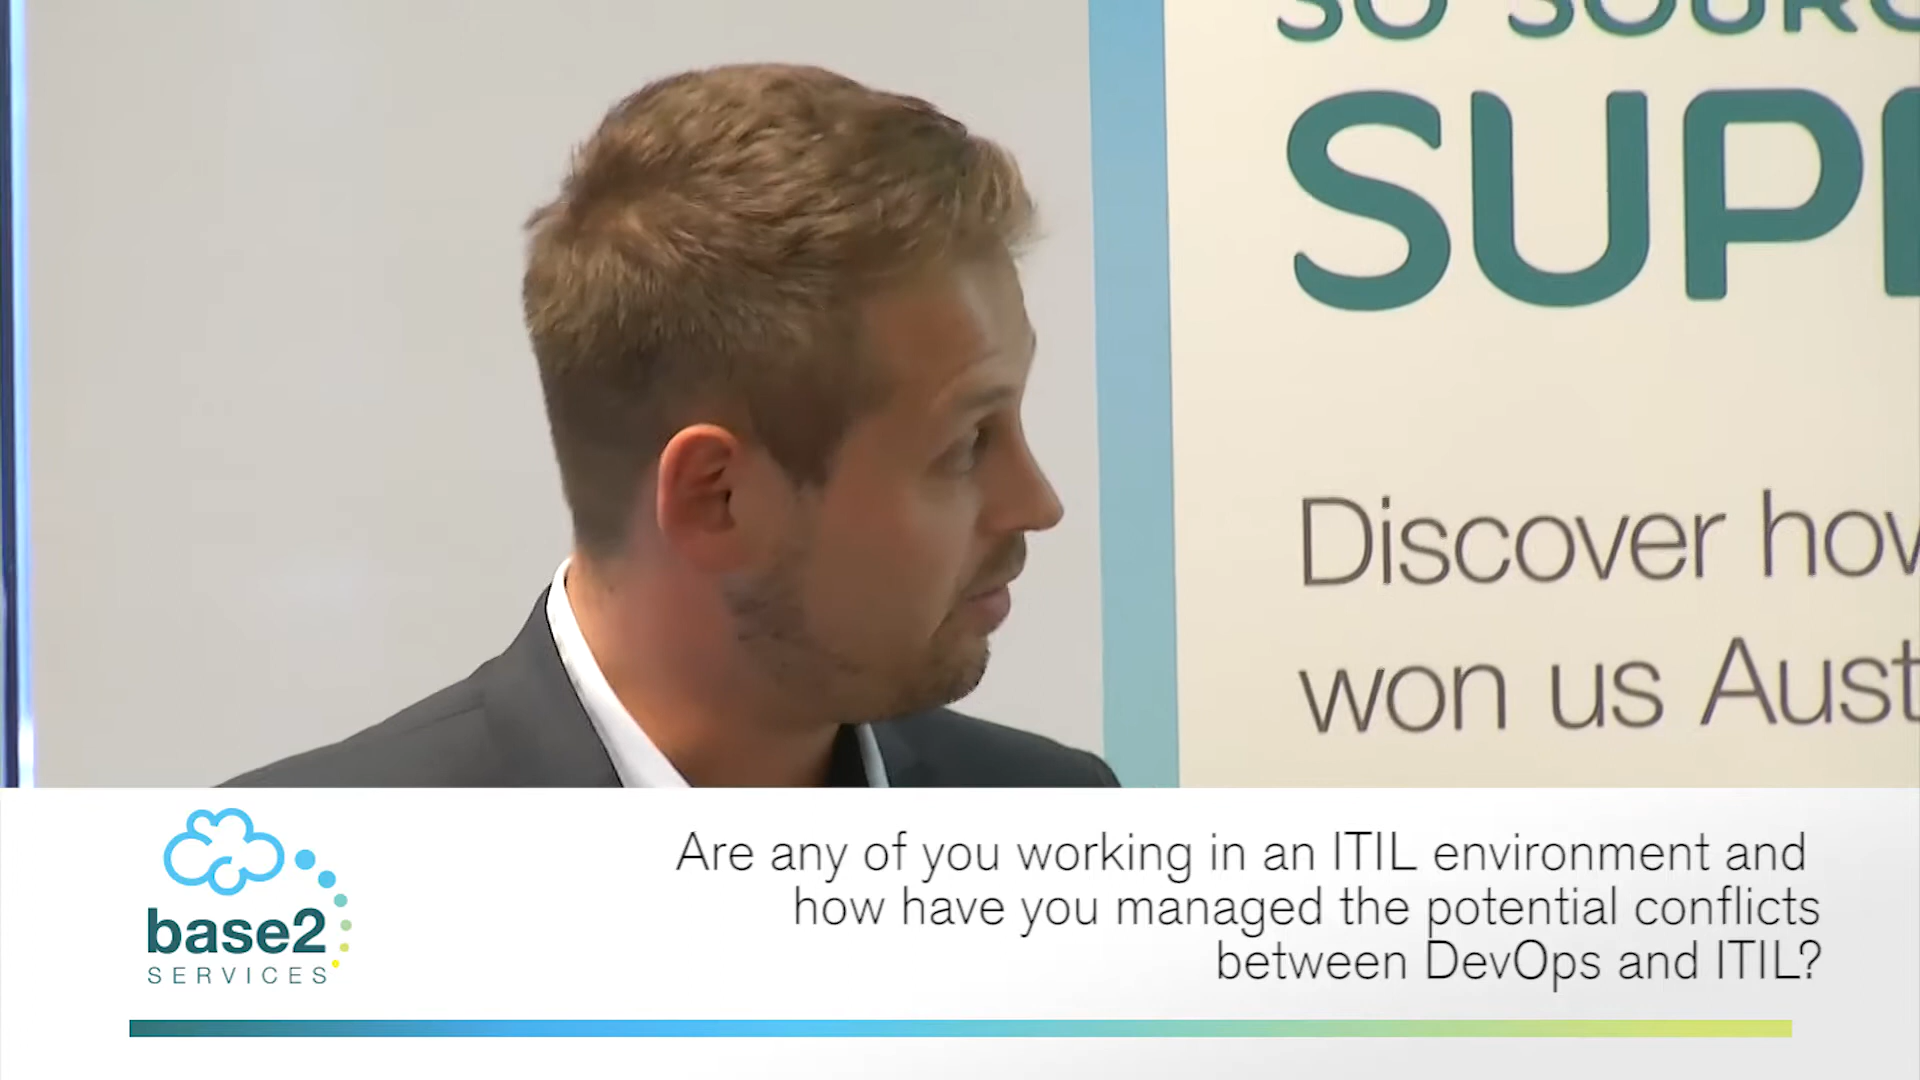 SUP
Discover how
won us Aust
base2
SERVICES
Are any of you working in an ITIL environment and
how have you managed the potential conflicts
between DevOps and ITIL?